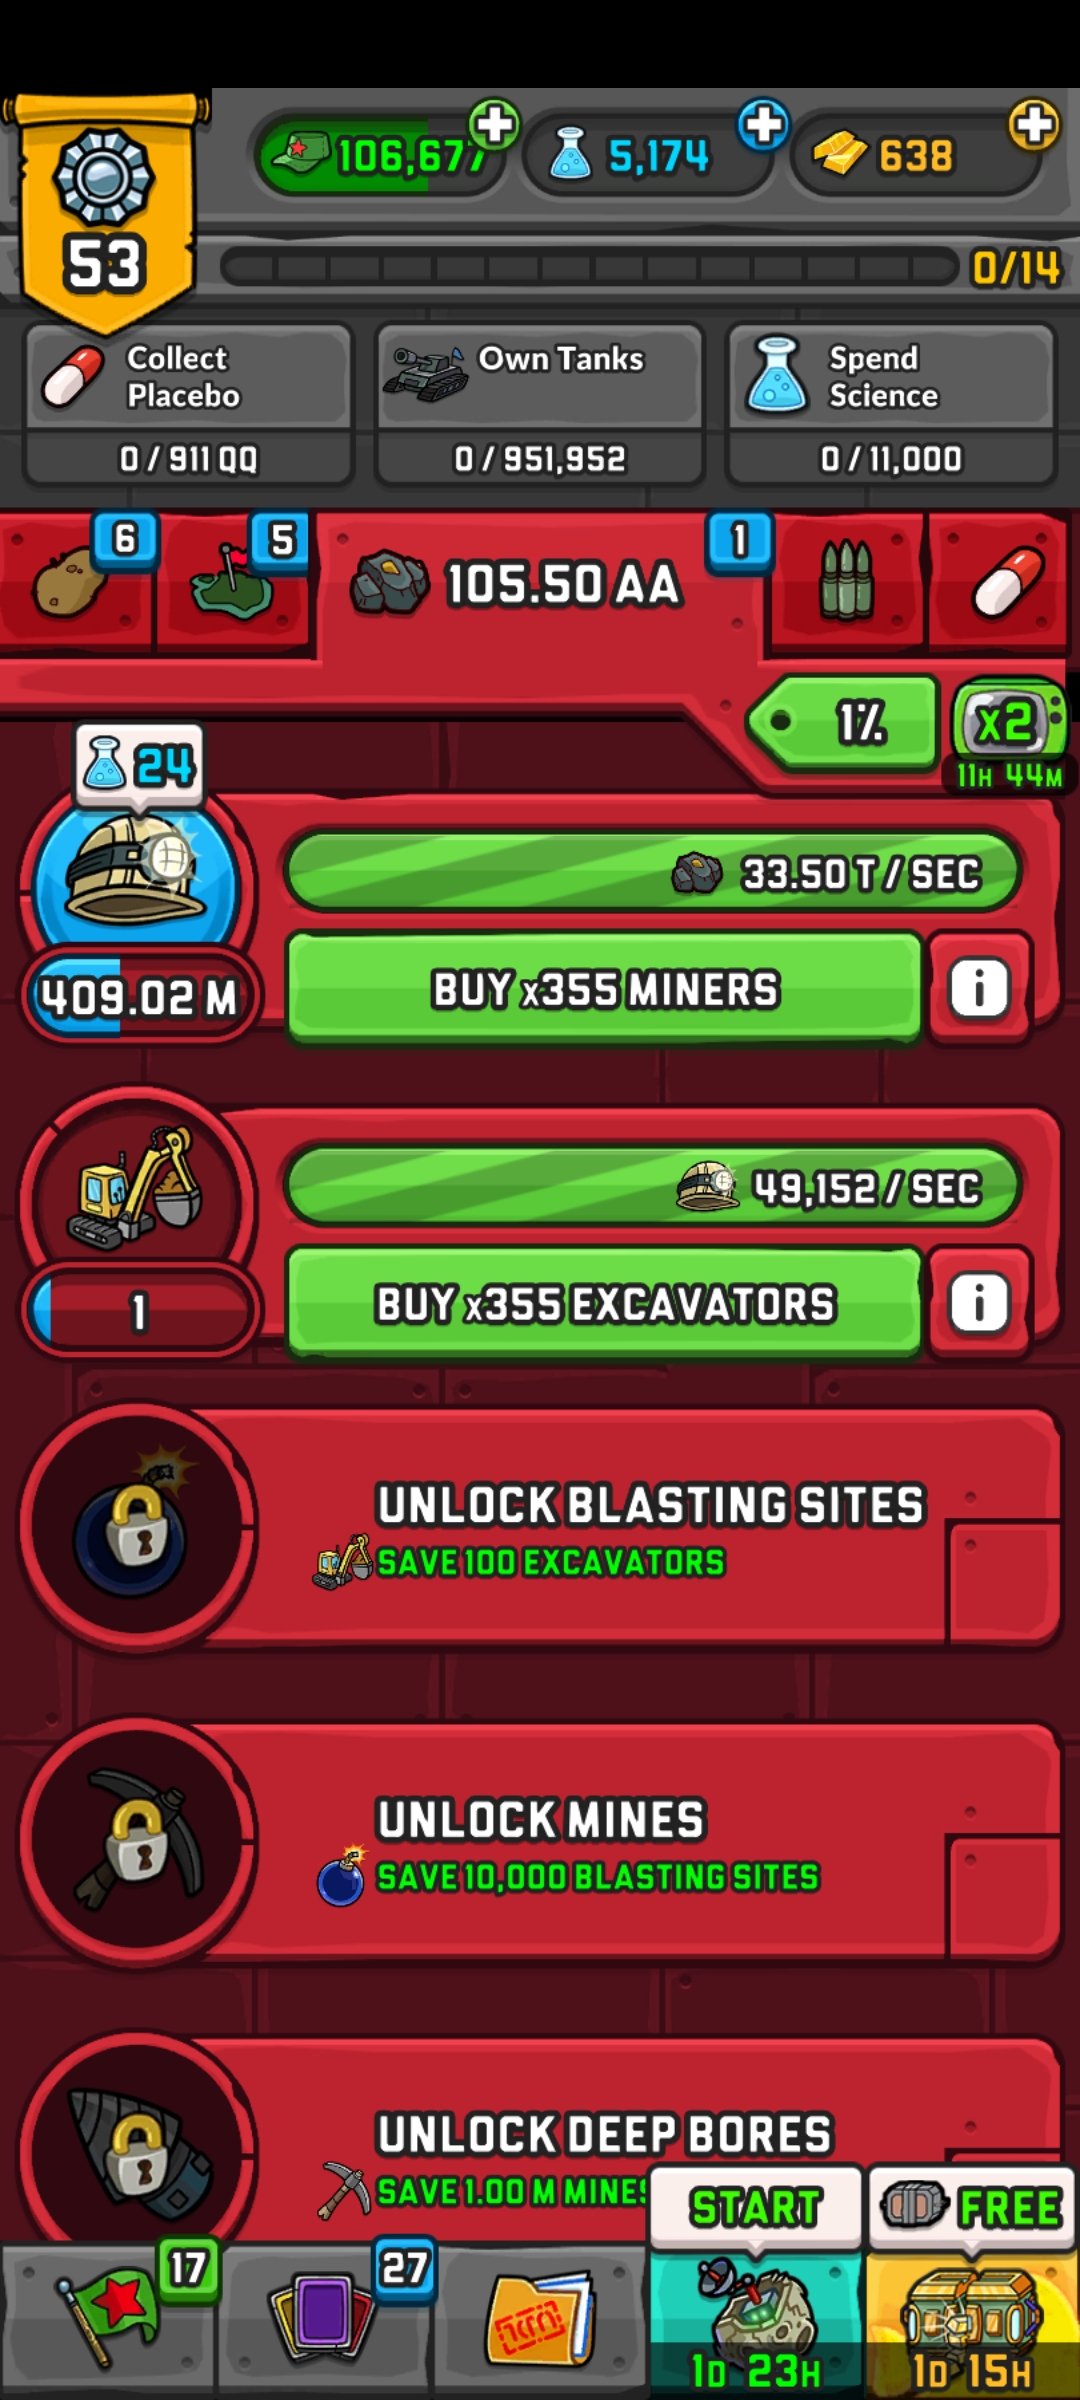 106,677
5,174
638
53
0/14
Collect
Placebo
0 / 911 QQ
Own Tanks
0 / 951,952
Spend
Science
0 / 11,000
6
5
105.50 AA
1
1%
x2
11H 44M
24
33.50 T / SEC
409.02 M
BUY x355 MINERS
i
49,152 / SEC
1
BUY x355 EXCAVATORS
i
UNLOCK BLASTING SITES
SAVE 100 EXCAVATORS
UNLOCK MINES
SAVE 10,000 BLASTING SITES
UNLOCK DEEP BORES
SAVE 1.00 M MINES
START
FREE
17
27
1D 23H
1D 15H